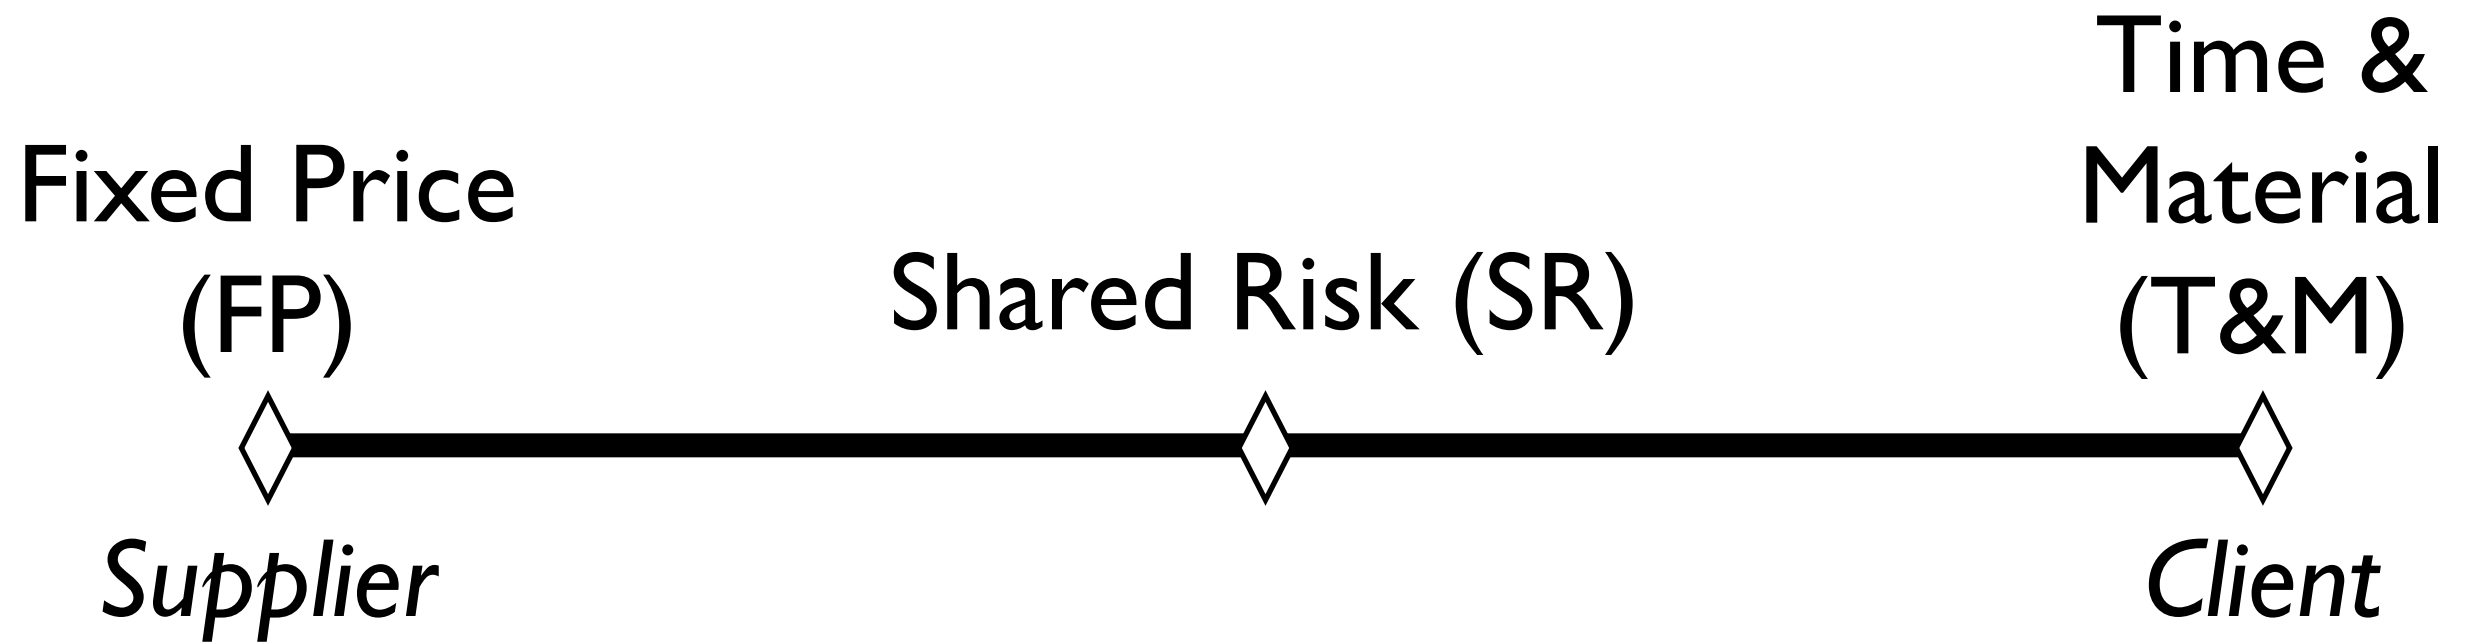 Fixed Price
(FP)
Shared Risk (SR)
Time &
Material
(T&M)
Supplier
Client